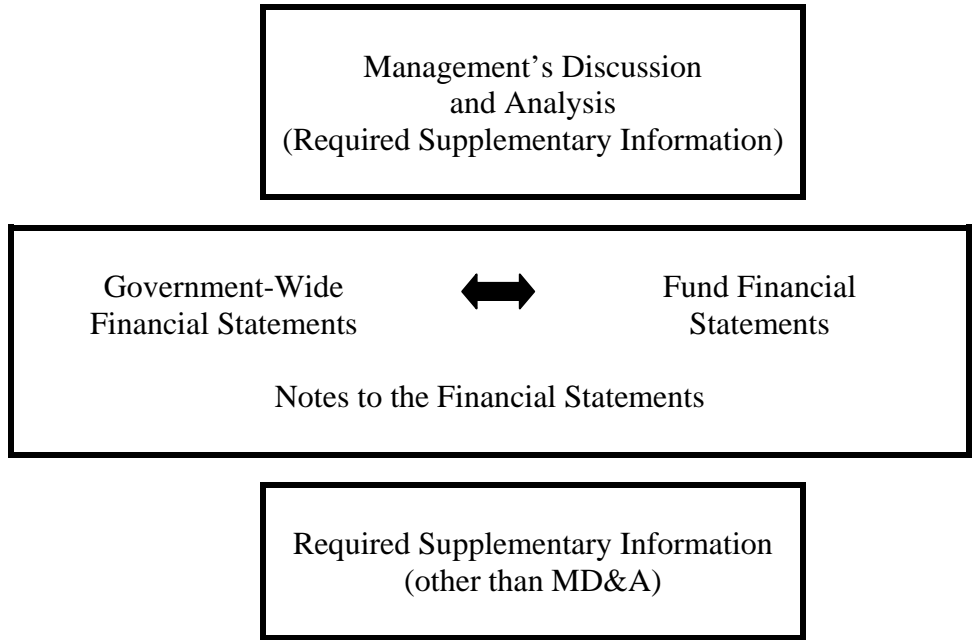 Management’s Discussion
and Analysis
(Required Supplementary Information)
Government-Wide
Financial Statements
Fund Financial
Statements
Notes to the Financial Statements
Required Supplementary Information
(other than MD&A)